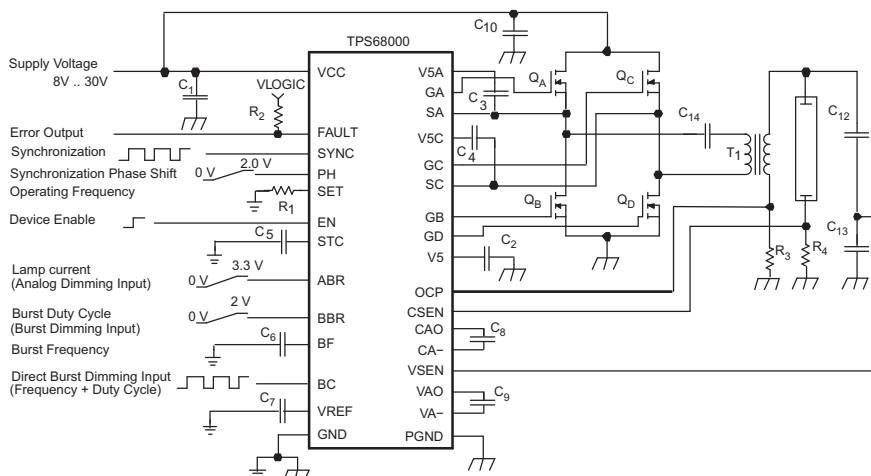 TPS68000
C10
Supply Voltage
8V .. 30V
C1
VLOGIC
R2
VCC
V5A
GA
C3
SA
QA
QC
C12
Error Output
FAULT
V5C
C4
C14
T1
Synchronization
SYNC
GC
Synchronization Phase Shift
0 V
2.0 V
PH
SC
Operating Frequency
R1
SET
QB
QD
Device Enable
EN
GB
C5
STC
GD
C13
V5
C2
R3
R4
Lamp current
(Analog Dimming Input)
0 V
3.3 V
ABR
OCP
CSEN
Burst Duty Cycle
(Burst Dimming Input)
0 V
2 V
BBR
CAO
C8
CA−
Burst Frequency
C6
BF
VSEN
Direct Burst Dimming Input
(Frequency + Duty Cycle)
BC
VAO
C9
VA−
C7
VREF
GND
PGND